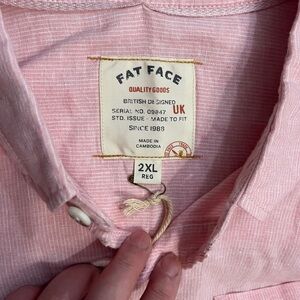 FAT FACE
QUALITY GOODS
BRITISH DESIGNED
SERIAL NO. 09847 UK
STD. ISSUE - MADE TO FIT
SINCE 1988
MADE IN
CAMBODIA
2XL
REG